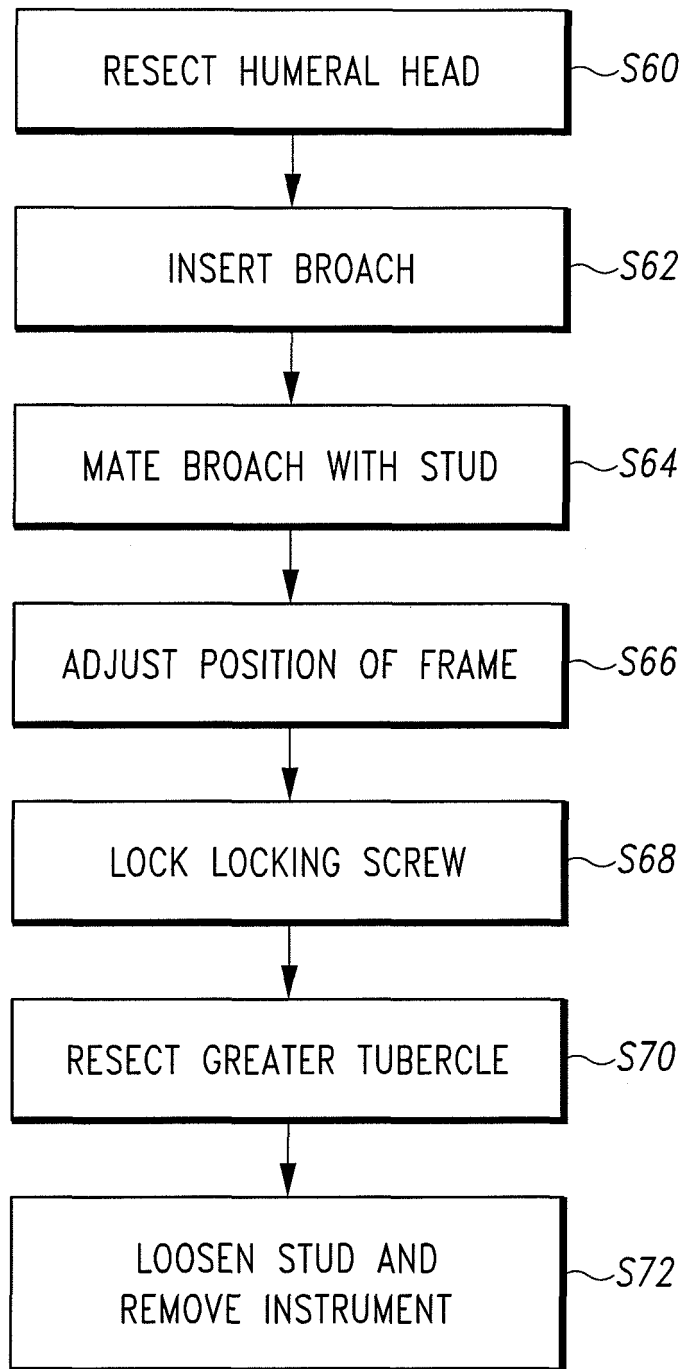 RESECT HUMERAL HEAD
S60
INSERT BROACH
S62
MATE BROACH WITH STUD
S64
ADJUST POSITION OF FRAME
S66
LOCK LOCKING SCREW
S68
RESECT GREATER TUBERCLE
S70
LOOSEN STUD AND
REMOVE INSTRUMENT
S72